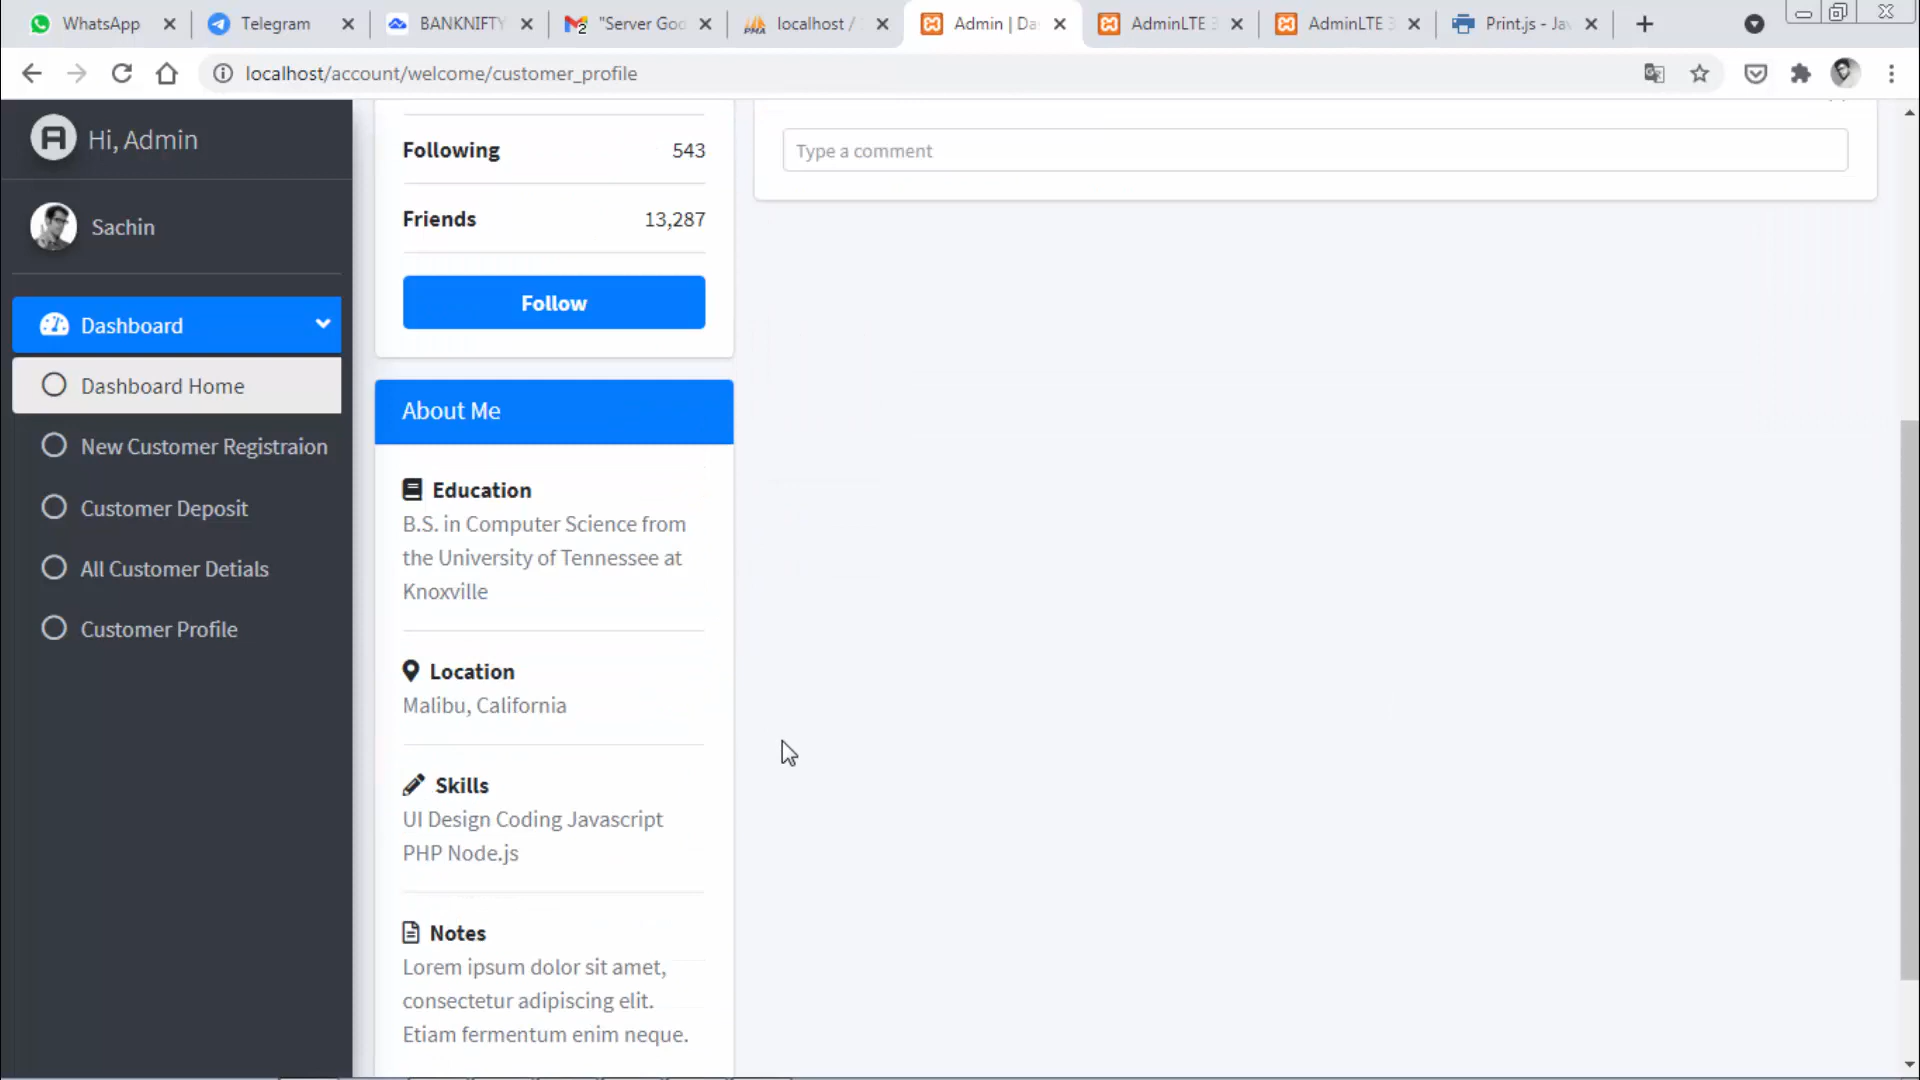 WhatsApp
Telegram
BANKNIFTY
"Server Goo
localhost /
Admin | Da
AdminLTE 3
AdminLTE 3
Print.js - Jav
localhost/account/welcome/customer_profile
Hi, Admin
Sachin
Dashboard
Dashboard Home
New Customer Registraion
Customer Deposit
All Customer Detials
Customer Profile
Following 543
Friends 13,287
Follow
About Me
Education
B.S. in Computer Science from
the University of Tennessee at
Knoxville
Location
Malibu, California
Skills
UI Design Coding Javascript
PHP Node.js
Notes
Lorem ipsum dolor sit amet,
consectetur adipiscing elit.
Etiam fermentum enim neque.
Type a comment